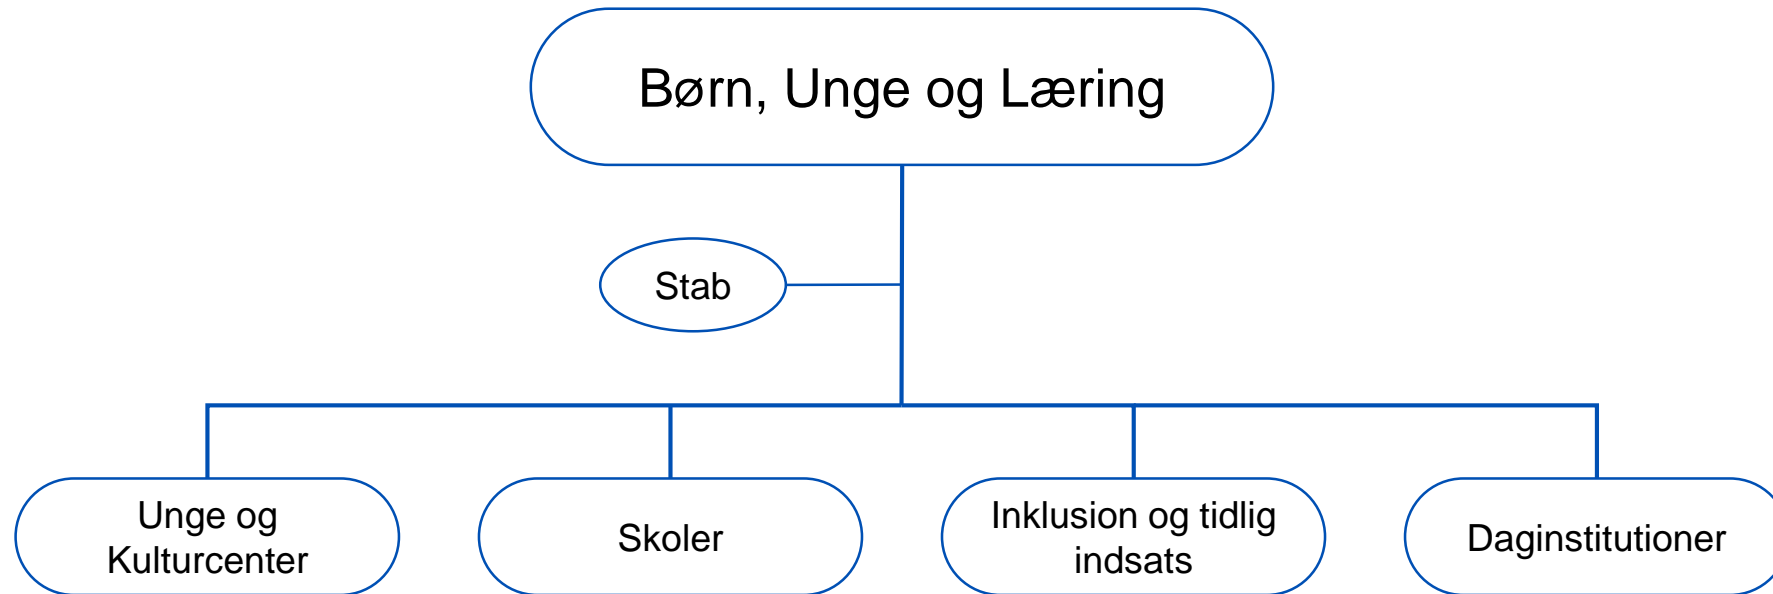 Børn, Unge og Læring
Stab
Unge og
Kulturcenter
Skoler
Inklusion og tidlig
indsats
Daginstitutioner